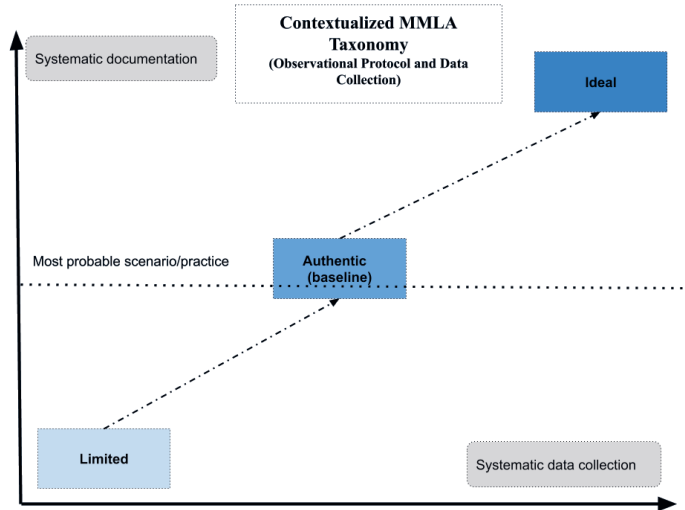 Contextualized MMLA
Taxonomy
(Observational Protocol and Data
Collection)
Systematic documentation
Ideal
Most probable scenario/practice
Authentic
(baseline)
Limited
Systematic data collection